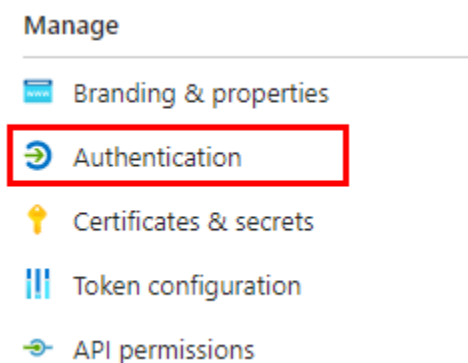 Manage
Branding & properties
Authentication
Certificates & secrets
Token configuration
API permissions